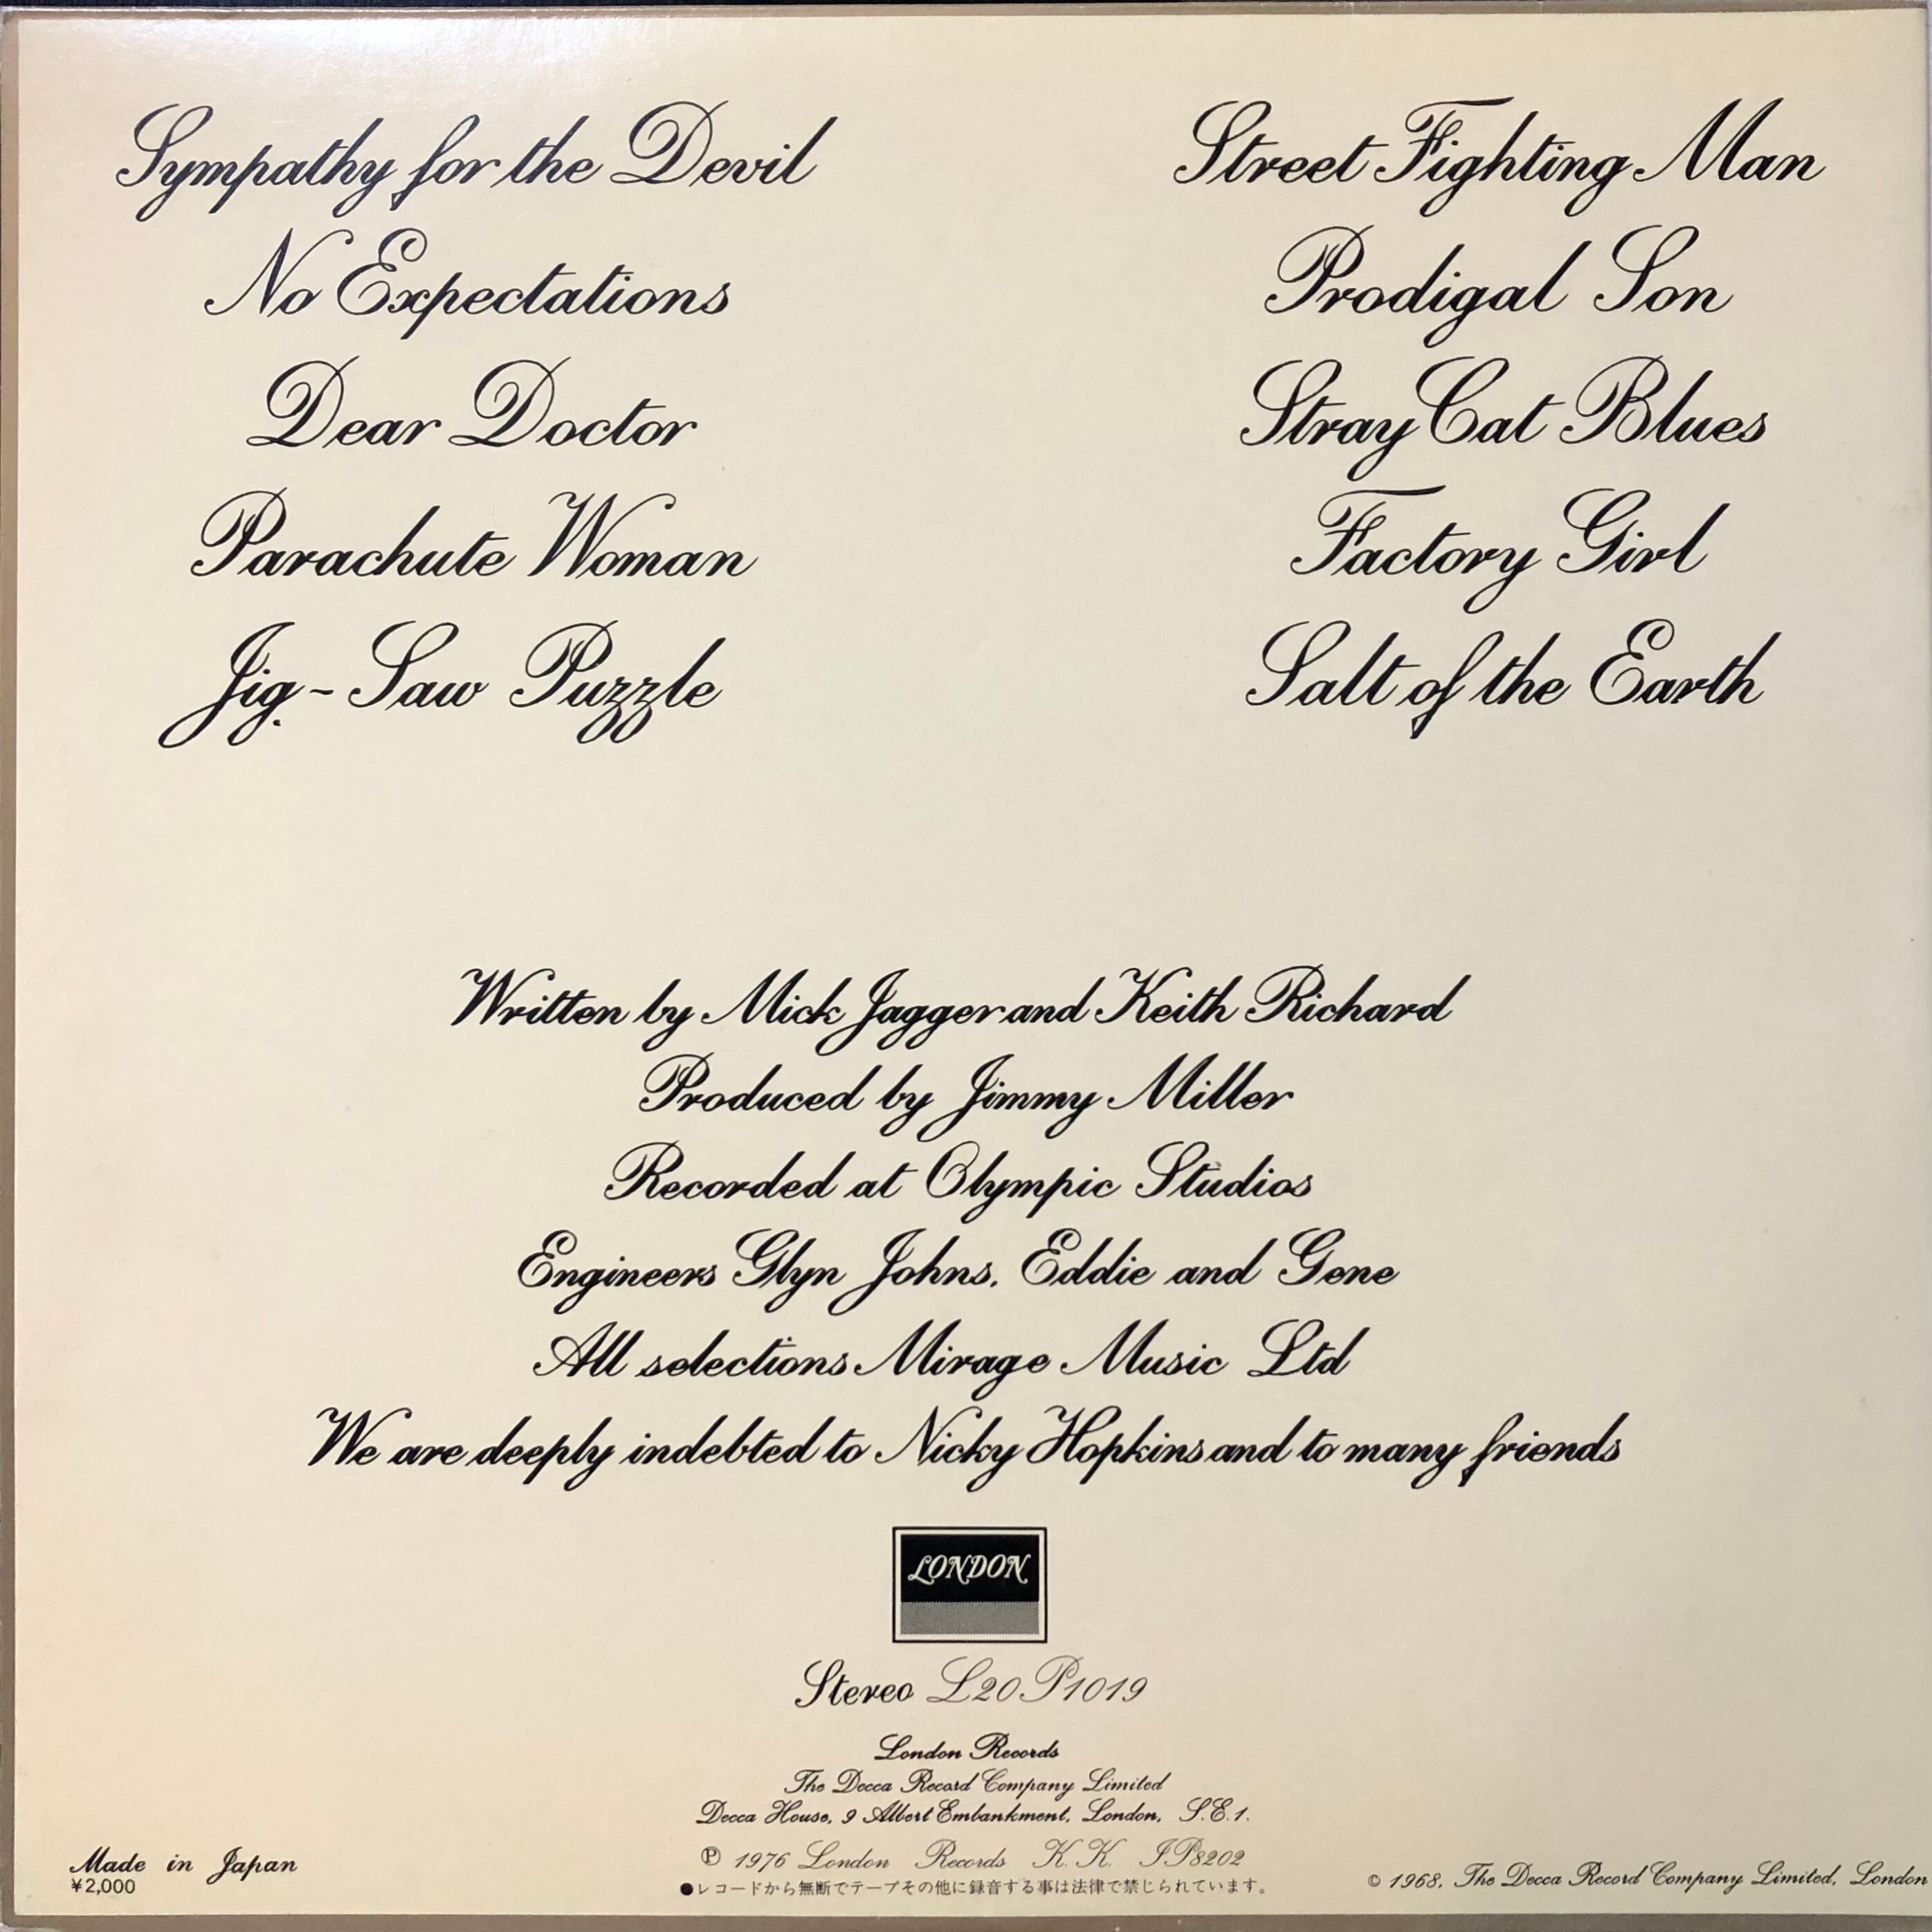 Sympathy for the Devil
No Expectations
Dear Doctor
Parachute Woman
Jig-Saw Puzzle
Street Fighting Man
Prodigal Son
Stray Cat Blues
Factory Girl
Salt of the Earth
Written by Mick Jagger and Keith Richard
Produced by Jimmy Miller
Recorded at Olympic Studios
Engineers Glyn Johns. Eddie and Gene
All selections Mirage Music Ltd
We are deeply indebted to Nicky Hopkins and to many friends
LONDON
Stereo L20P1019
London Records
The Decca Record Company Limited
Decca House, 9 Albert Embankment, London, S.E.1.
℗ 1976 London Records K.K. IP8202
●レコードから無断でテープその他に録音する事は法律で禁じられています。
Made in Japan
¥2,000
© 1968, The Decca Record Company Limited, London